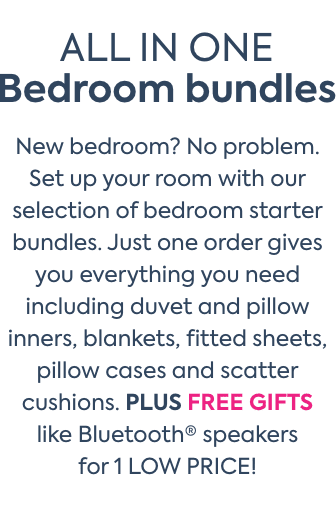 ALL IN ONE
Bedroom bundles
New bedroom? No problem.
Set up your room with our
selection of bedroom starter
bundles. Just one order gives
you everything you need
including duvet and pillow
inners, blankets, fitted sheets,
pillow cases and scatter
cushions. PLUS FREE GIFTS
like Bluetooth® speakers
for 1 LOW PRICE!